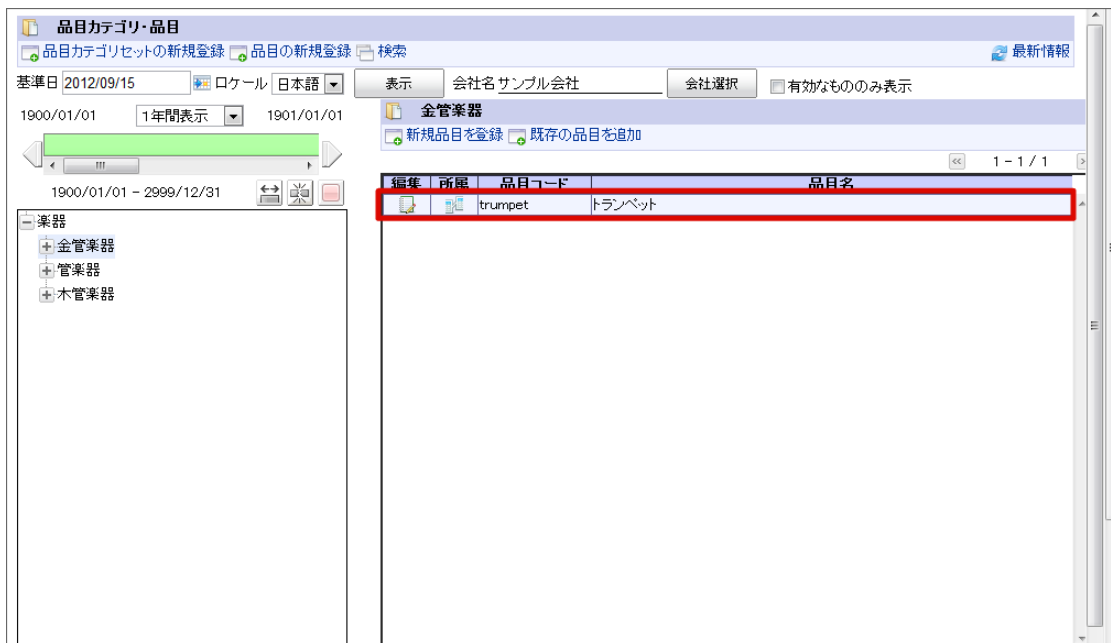 品目カテゴリ・品目
品目カテゴリセットの新規登録 品目の新規登録 検索 最新情報
基準日 2012/09/15 ロケール 日本語 表示 会社名 サンプル会社 会社選択 有効なもののみ表示
1900/01/01 1年間表示 1901/01/01
金管楽器
新規品目を登録 既存の品目を追加
1 - 1 / 1
1900/01/01 - 2999/12/31
編集 所属 品目コード 品目名
trumpet トランペット
楽器
金管楽器
管楽器
木管楽器